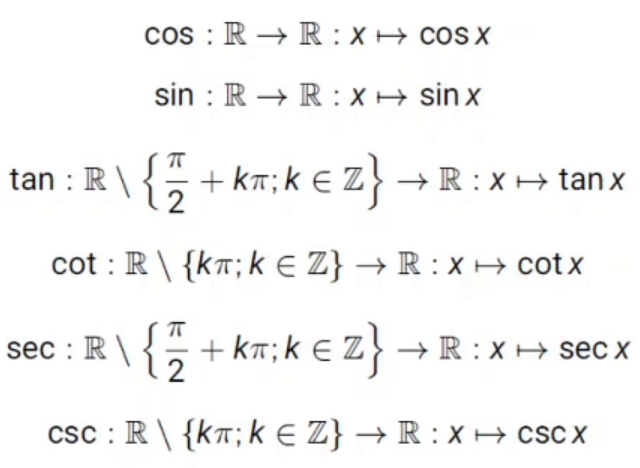 cos : ℝ → ℝ : x ↦ cos x
sin : ℝ → ℝ : x ↦ sin x
tan : ℝ \ {π/2 + kπ; k ∈ ℤ} → ℝ : x ↦ tan x
cot : ℝ \ {kπ; k ∈ ℤ} → ℝ : x ↦ cot x
sec : ℝ \ {π/2 + kπ; k ∈ ℤ} → ℝ : x ↦ sec x
csc : ℝ \ {kπ; k ∈ ℤ} → ℝ : x ↦ csc x